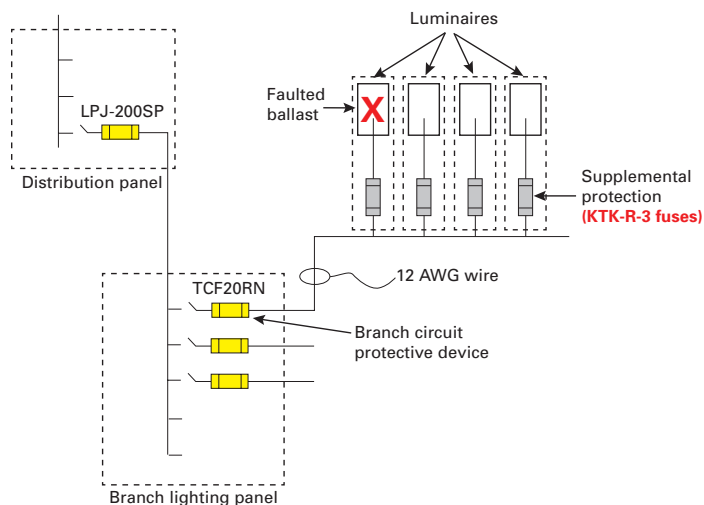 Luminaires
Faulted
ballast
X
LPJ-200SP
Distribution panel
Supplemental
protection
(KTK-R-3 fuses)
12 AWG wire
TCF20RN
Branch circuit
protective device
Branch lighting panel